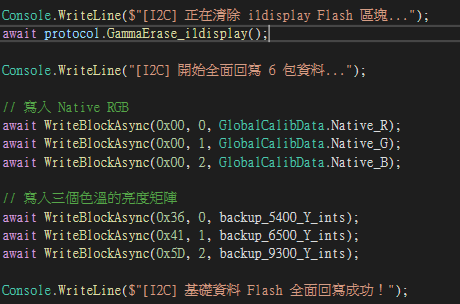 Console.WriteLine($"[I2C] 正在清除 ildisplay Flash 區塊...");
await protocol.GammaErase_ildisplay();
Console.WriteLine("[I2C] 開始全面回寫 6 包資料...");
// 寫入 Native RGB
await WriteBlockAsync(0x00, 0, GlobalCalibData.Native_R);
await WriteBlockAsync(0x00, 1, GlobalCalibData.Native_G);
await WriteBlockAsync(0x00, 2, GlobalCalibData.Native_B);
// 寫入三個色溫的亮度矩陣
await WriteBlockAsync(0x36, 0, backup_5400_Y_ints);
await WriteBlockAsync(0x41, 1, backup_6500_Y_ints);
await WriteBlockAsync(0x5D, 2, backup_9300_Y_ints);
Console.WriteLine($"[I2C] 基礎資料 Flash 全面回寫成功！");